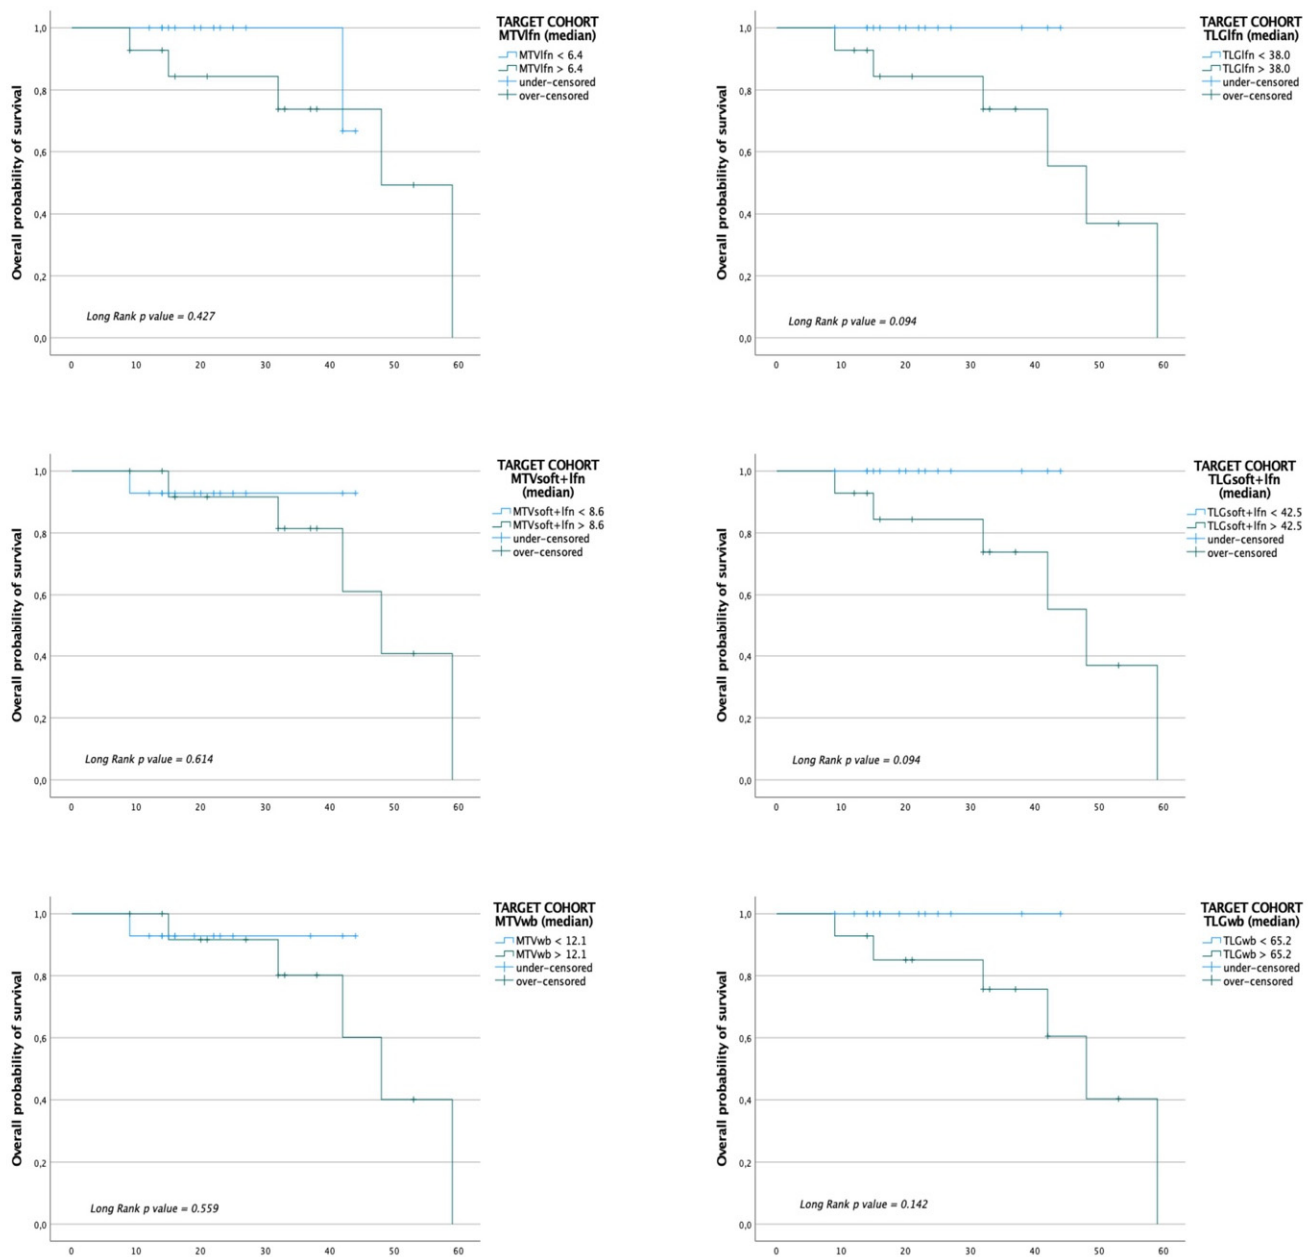 TARGET COHORT
MTVlfn (median)
MTVlfn < 6.4
MTVlfn > 6.4
under-censored
over-censored
Overall probability of survival
1,0
0,8
0,6
0,4
0,2
0,0
Long Rank p value = 0.427
0 10 20 30 40 50 60
TARGET COHORT
TLGlfn (median)
TLGlfn < 38.0
TLGlfn > 38.0
under-censored
over-censored
Overall probability of survival
1,0
0,8
0,6
0,4
0,2
0,0
Long Rank p value = 0.094
0 10 20 30 40 50 60
TARGET COHORT
MTVsoft+lfn
(median)
MTVsoft+lfn < 8.6
MTVsoft+lfn > 8.6
under-censored
over-censored
Overall probability of survival
1,0
0,8
0,6
0,4
0,2
0,0
Long Rank p value = 0.614
0 10 20 30 40 50 60
TARGET COHORT
TLGsoft+lfn
(median)
TLGsoft+lfn < 42.5
TLGsoft+lfn > 42.5
under-censored
over-censored
Overall probability of survival
1,0
0,8
0,6
0,4
0,2
0,0
Long Rank p value = 0.094
0 10 20 30 40 50 60
TARGET COHORT
MTVwb (median)
MTVwb < 12.1
MTVwb > 12.1
under-censored
over-censored
Overall probability of survival
1,0
0,8
0,6
0,4
0,2
0,0
Long Rank p value = 0.559
0 10 20 30 40 50 60
TARGET COHORT
TLGwb (median)
TLGwb < 65.2
TLGwb > 65.2
under-censored
over-censored
Overall probability of survival
1,0
0,8
0,6
0,4
0,2
0,0
Long Rank p value = 0.142
0 10 20 30 40 50 60